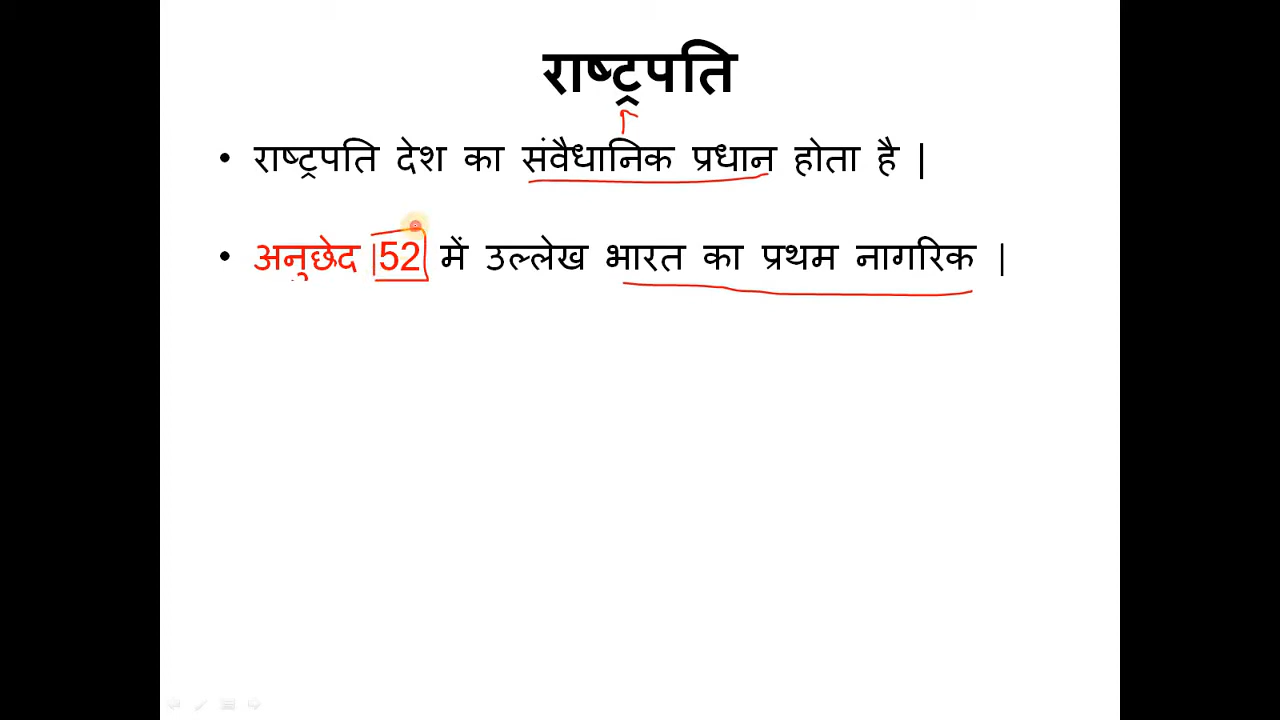 राष्ट्रपति
• राष्ट्रपति देश का संवैधानिक प्रधान होता है |
• अनुछेद 52 में उल्लेख भारत का प्रथम नागरिक |